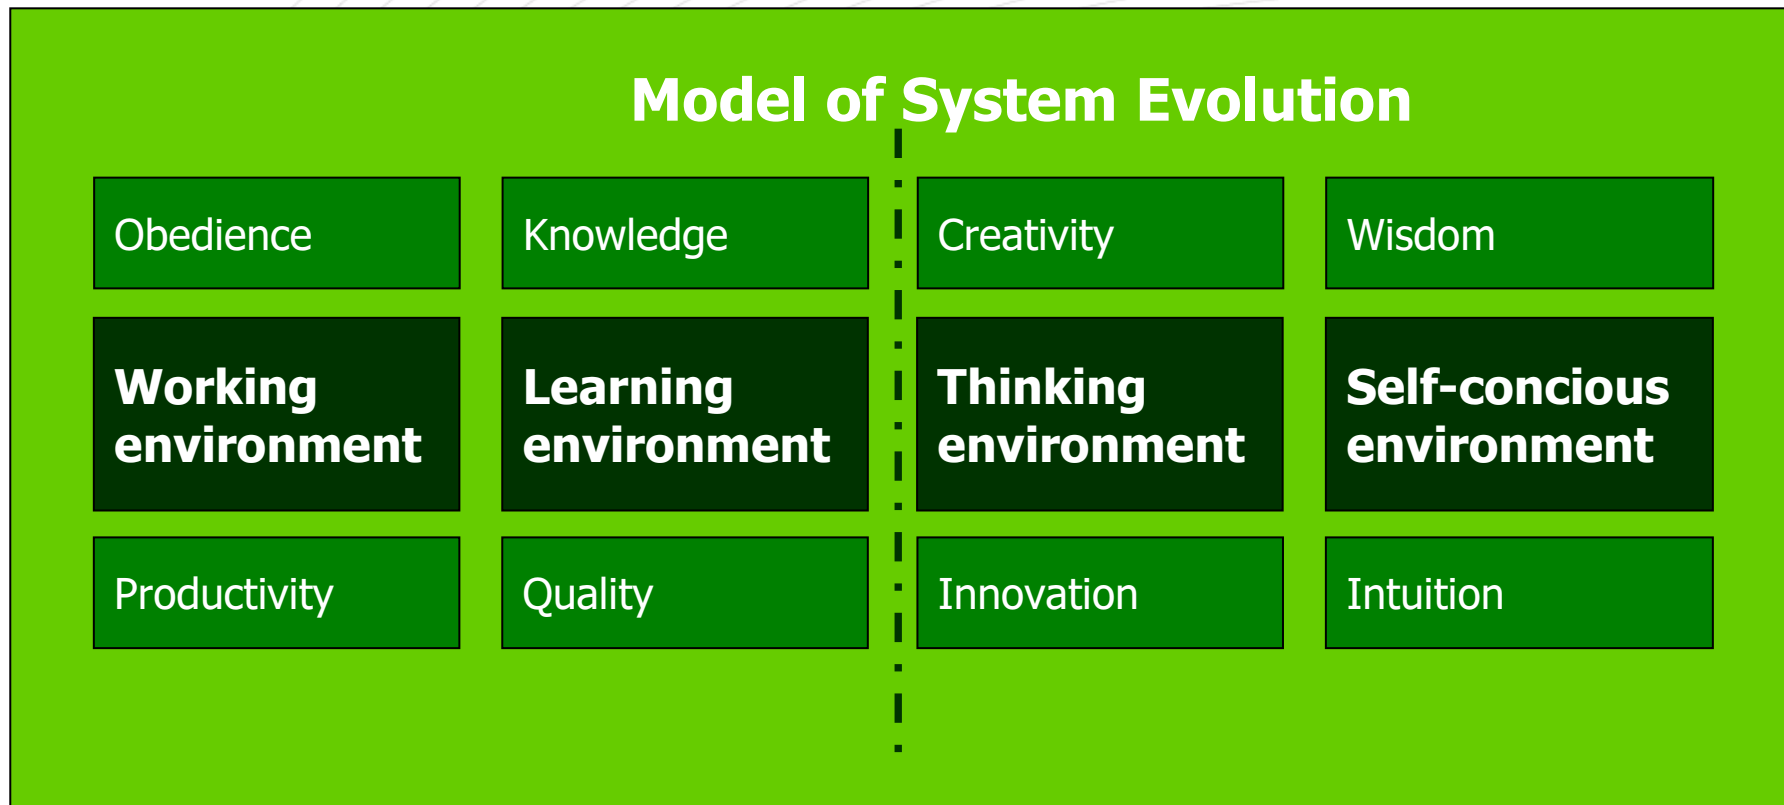 Model of System Evolution
Obedience
Knowledge
Creativity
Wisdom
Working
environment
Learning
environment
Thinking
environment
Self-concious
environment
Productivity
Quality
Innovation
Intuition